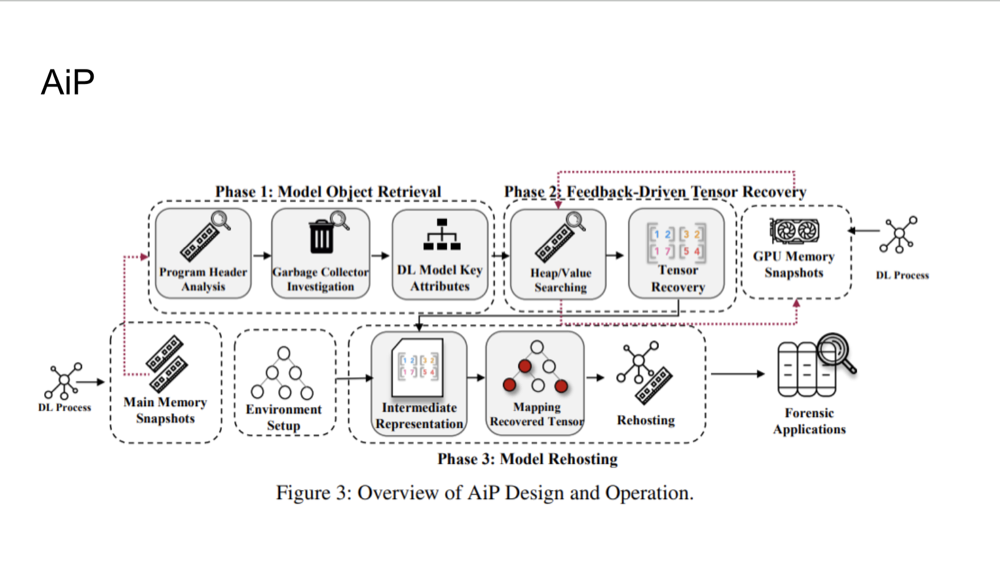 AiP
Phase 1: Model Object Retrieval
Phase 2: Feedback-Driven Tensor Recovery
Program Header
Analysis
Garbage Collector
Investigation
DL Model Key
Attributes
Heap/Value
Searching
1 2 3 2
1 7 5 4
Tensor
Recovery
GPU Memory
Snapshots
DL Process
DL Process
Main Memory
Snapshots
Environment
Setup
Intermediate
Representation
Mapping
Recovered Tensor
Rehosting
Forensic
Applications
Phase 3: Model Rehosting
Figure 3: Overview of AiP Design and Operation.